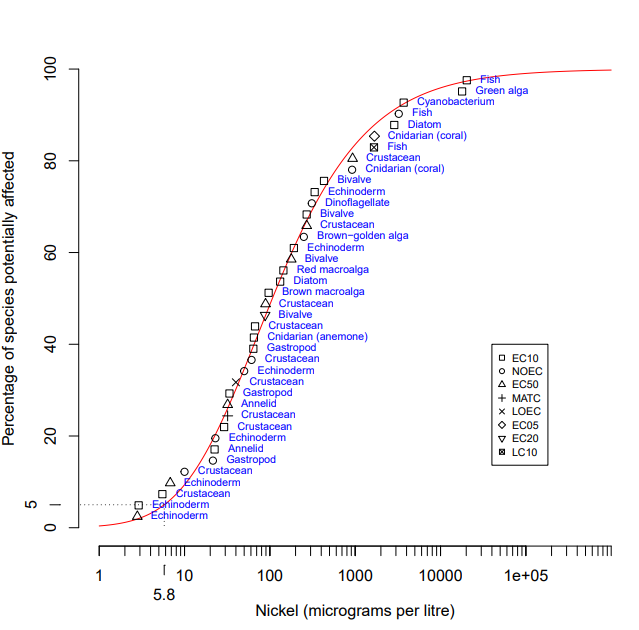 Percentage of species potentially affected
100
80
60
40
20
5
0
Fish
Green alga
Cyanobacterium
Fish
Diatom
Cnidarian (coral)
Fish
Crustacean
Cnidarian (coral)
Bivalve
Echinoderm
Dinoflagellate
Bivalve
Crustacean
Brown−golden alga
Echinoderm
Bivalve
Red macroalga
Diatom
Brown macroalga
Crustacean
Bivalve
Crustacean
Cnidarian (anemone)
Gastropod
Crustacean
Echinoderm
Crustacean
Gastropod
Annelid
Crustacean
Crustacean
Echinoderm
Annelid
Gastropod
Crustacean
Echinoderm
Crustacean
Echinoderm
Echinoderm
EC10
NOEC
EC50
MATC
LOEC
EC05
EC20
LC10
1 10 100 1000 10000 1e+05
5.8
Nickel (micrograms per litre)